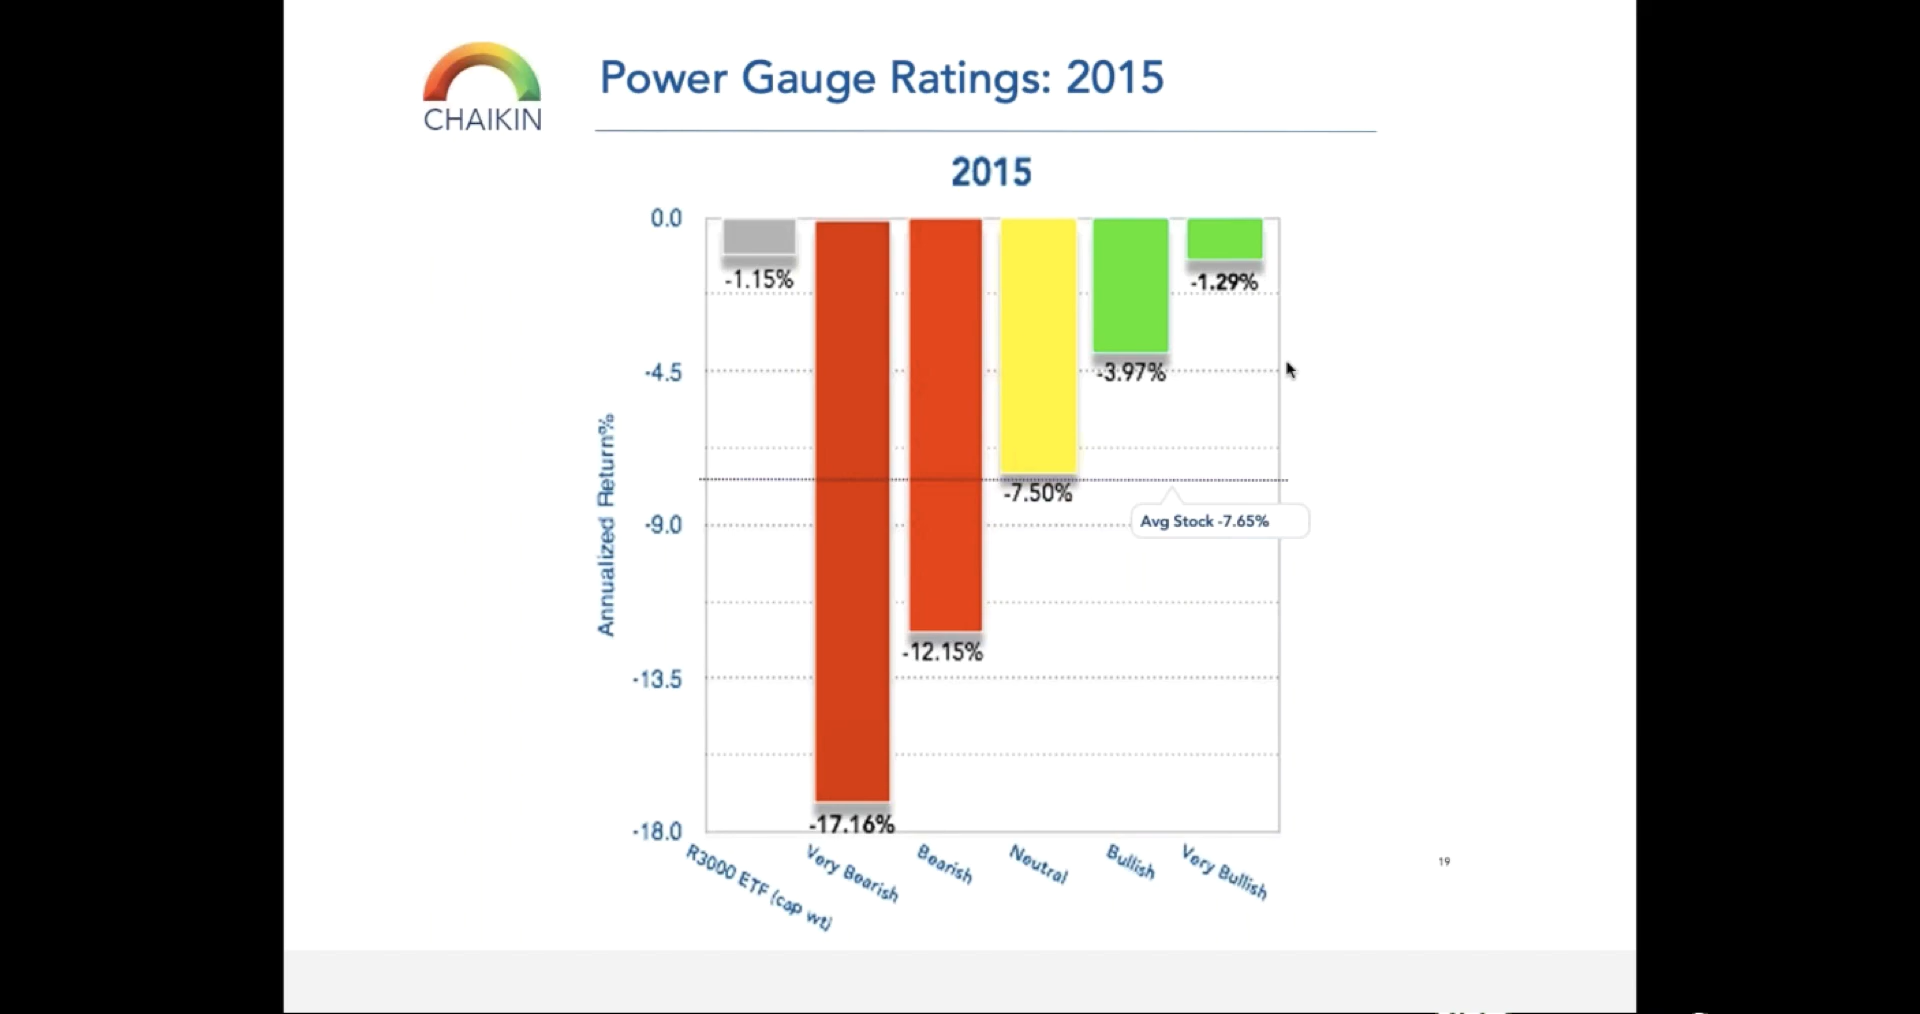 CHAIKIN
Power Gauge Ratings: 2015
2015
0.0
-4.5
-9.0
-13.5
-18.0
Annualized Return%
-1.15%
-17.16%
-12.15%
-7.50%
-3.97%
-1.29%
Avg Stock -7.65%
R3000 ETF (cap wt)
Very Bearish
Bearish
Neutral
Bullish
Very Bullish
19